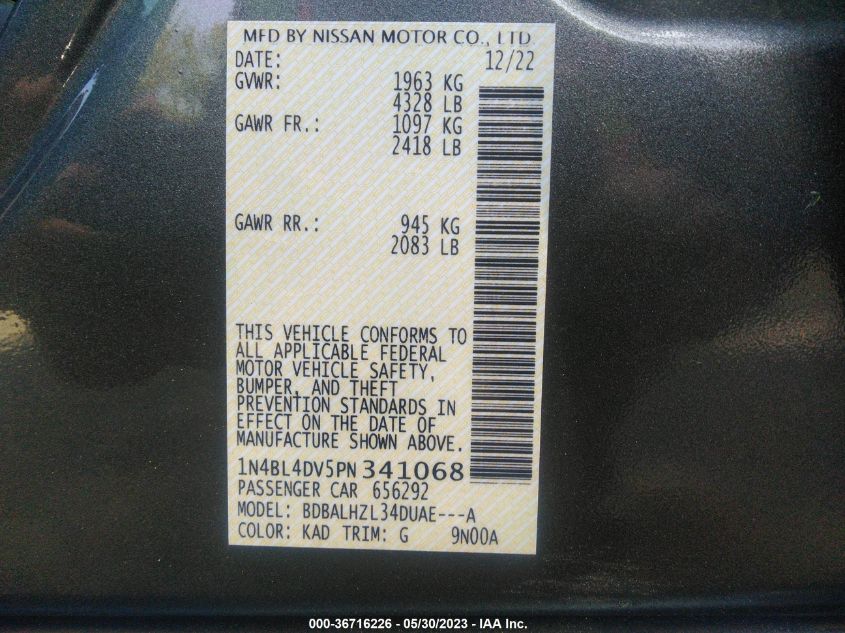 MFD BY NISSAN MOTOR CO., LTD.
DATE: 12/22
GVWR: 1963 KG
4328 LB
GAWR FR.: 1097 KG
2418 LB
GAWR RR.: 945 KG
2083 LB
THIS VEHICLE CONFORMS TO
ALL APPLICABLE FEDERAL
MOTOR VEHICLE SAFETY,
BUMPER, AND THEFT
PREVENTION STANDARDS IN
EFFECT ON THE DATE OF
MANUFACTURE SHOWN ABOVE.
1N4BL4DV5PN341068
PASSENGER CAR 656292
MODEL: BDBALHZL34DUAE---A
COLOR: KAD TRIM: G 9N00A
000-36716226 - 05/30/2023 - IAA Inc.